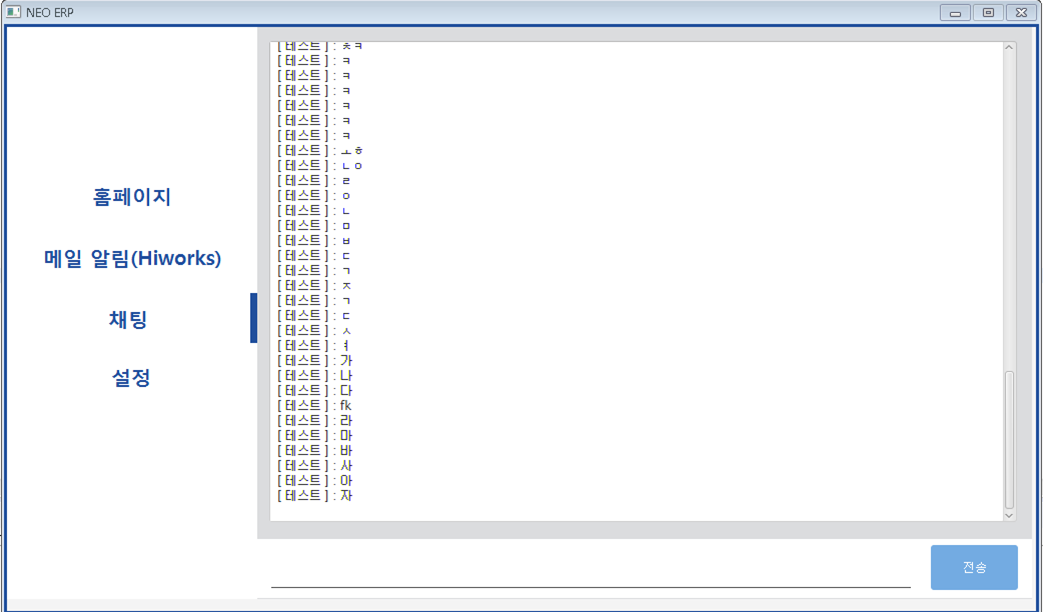 NEO ERP
홈페이지
메일 알림(Hiworks)
채팅
설정
[ 테스트 ] : ㅊㅋ
[ 테스트 ] : ㅋ
[ 테스트 ] : ㅋ
[ 테스트 ] : ㅋ
[ 테스트 ] : ㅋ
[ 테스트 ] : ㅋ
[ 테스트 ] : ㅋ
[ 테스트 ] : ㅗㅎ
[ 테스트 ] : ㄴㅇ
[ 테스트 ] : ㄹ
[ 테스트 ] : ㅇ
[ 테스트 ] : ㄴ
[ 테스트 ] : ㅁ
[ 테스트 ] : ㅂ
[ 테스트 ] : ㄷ
[ 테스트 ] : ㄱ
[ 테스트 ] : ㅈ
[ 테스트 ] : ㄱ
[ 테스트 ] : ㄷ
[ 테스트 ] : ㅅ
[ 테스트 ] : ㅕ
[ 테스트 ] : 가
[ 테스트 ] : 나
[ 테스트 ] : 다
[ 테스트 ] : fk
[ 테스트 ] : 라
[ 테스트 ] : 마
[ 테스트 ] : 바
[ 테스트 ] : 사
[ 테스트 ] : 아
[ 테스트 ] : 자
전송